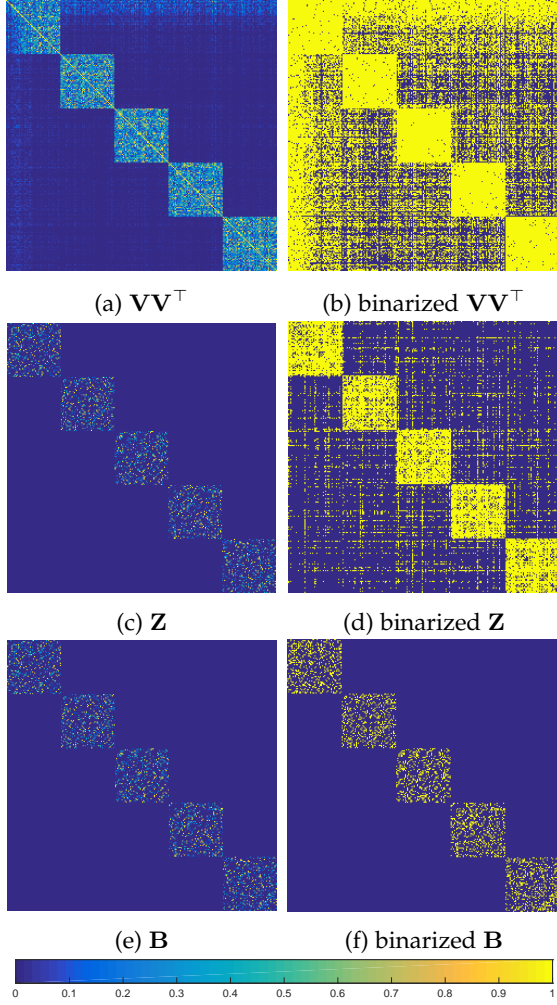 (a) VV⊤ (b) binarized VV⊤
(c) Z (d) binarized Z
(e) B (f) binarized B
0 0.1 0.2 0.3 0.4 0.5 0.6 0.7 0.8 0.9 1